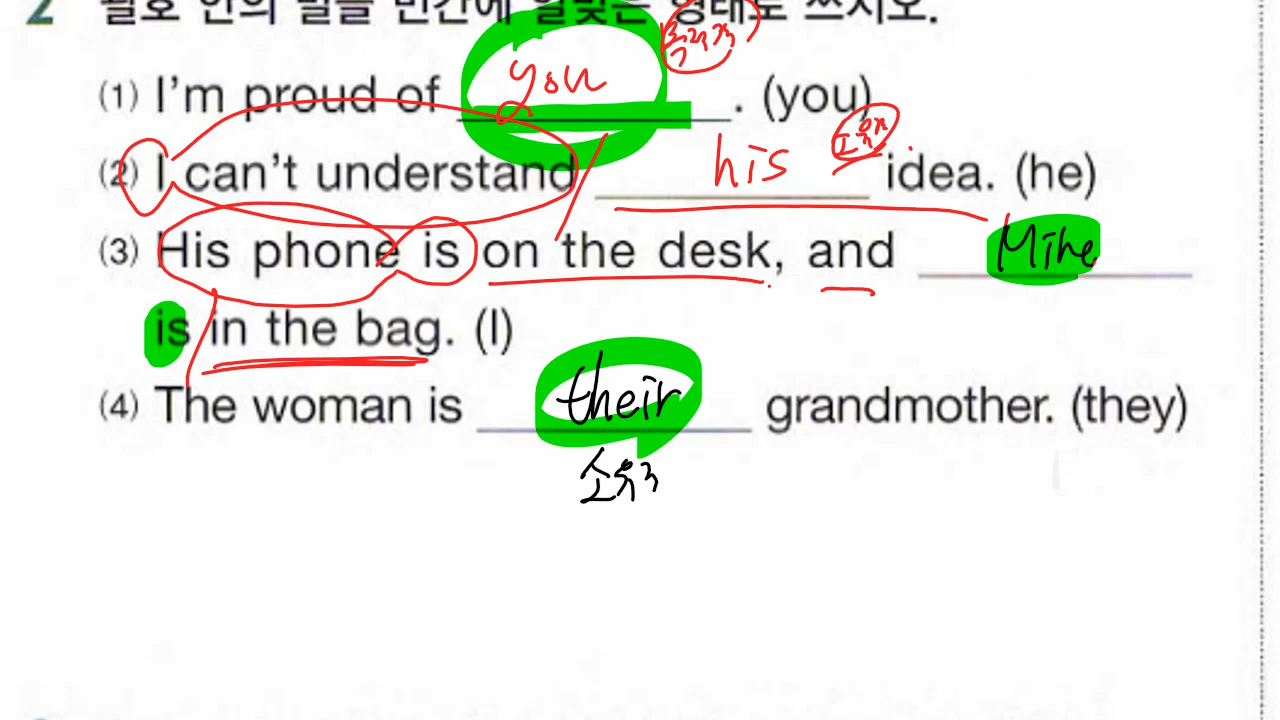 2 괄호 안의 말을 빈칸에 알맞은 형태로 쓰시오.
목적격
(1) I'm proud of you. (you)
소유격
(2) I can't understand his idea. (he)
(3) His phone is on the desk, and Mine
is in the bag. (I)
(4) The woman is their grandmother. (they)
소유격